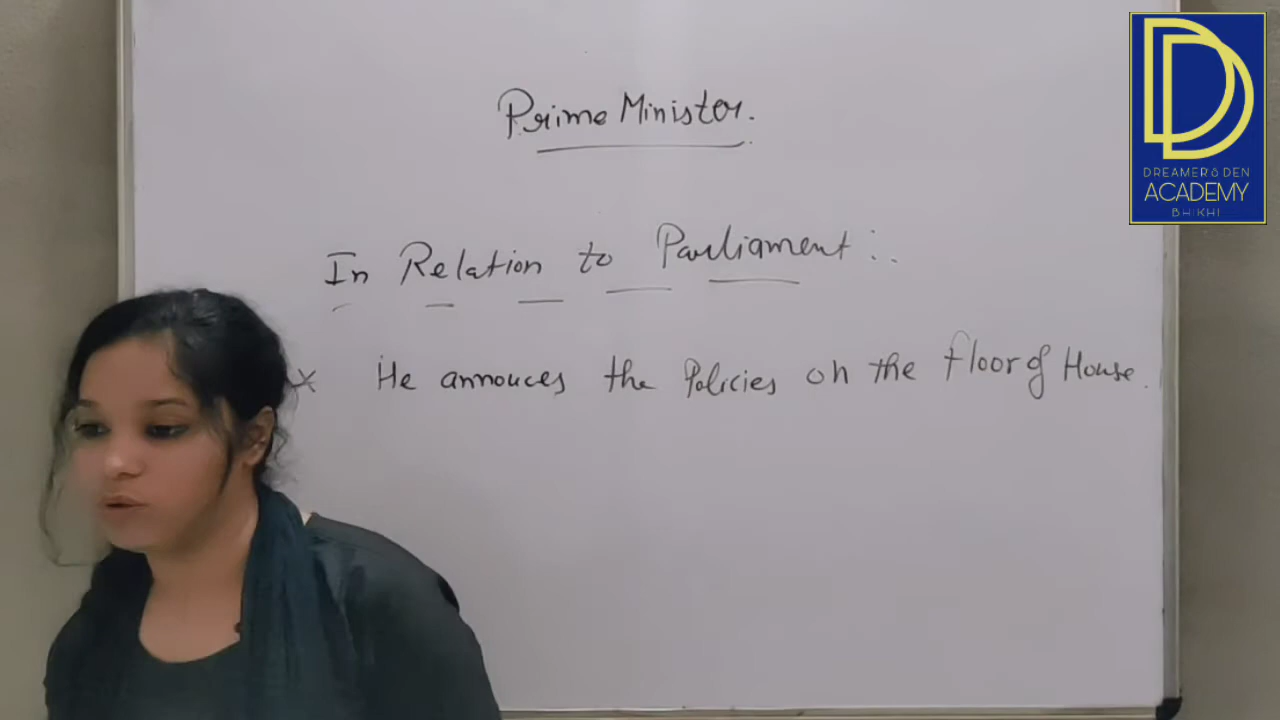 Prime Minister.
In Relation to Parliament :.
* He annouces the Policies on the floor of House.
DREAMERS DEN
ACADEMY
BHIKHI